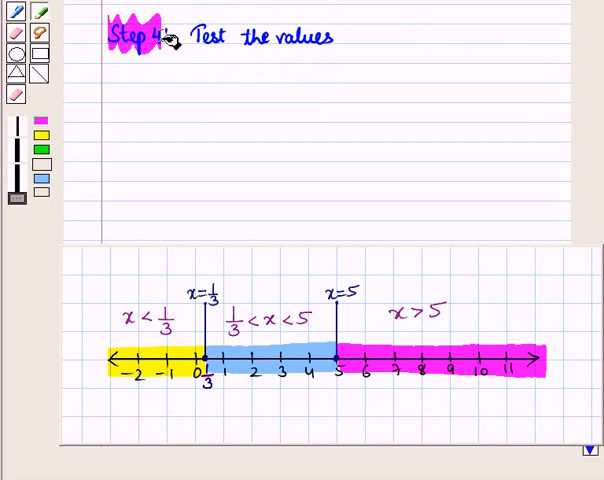 Step 4: Test the values
x=1/3 x=5
x < 1/3 1/3 < x < 5 x > 5
-2 -1 0 1/3 1 2 3 4 5 6 7 8 9 10 11